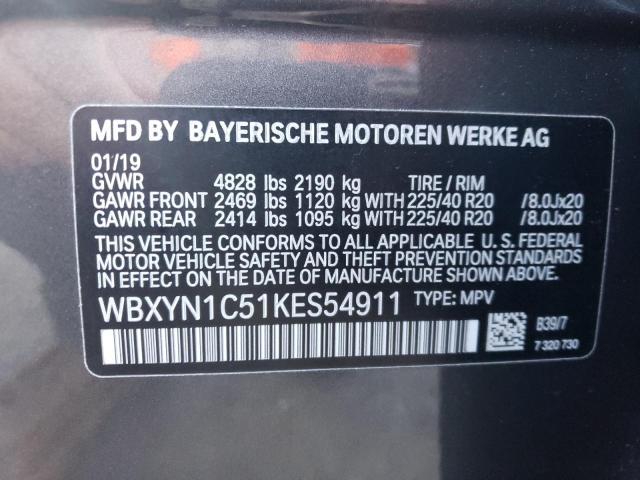 MFD BY BAYERISCHE MOTOREN WERKE AG
01/19
GVWR 4828 lbs 2190 kg TIRE / RIM
GAWR FRONT 2469 lbs 1120 kg WITH 225/40 R20 /8.0Jx20
GAWR REAR 2414 lbs 1095 kg WITH 225/40 R20 /8.0Jx20
THIS VEHICLE CONFORMS TO ALL APPLICABLE U. S. FEDERAL
MOTOR VEHICLE SAFETY AND THEFT PREVENTION STANDARDS
IN EFFECT ON THE DATE OF MANUFACTURE SHOWN ABOVE.
WBXYN1C51KES54911 TYPE: MPV
B39/7
7 320 730